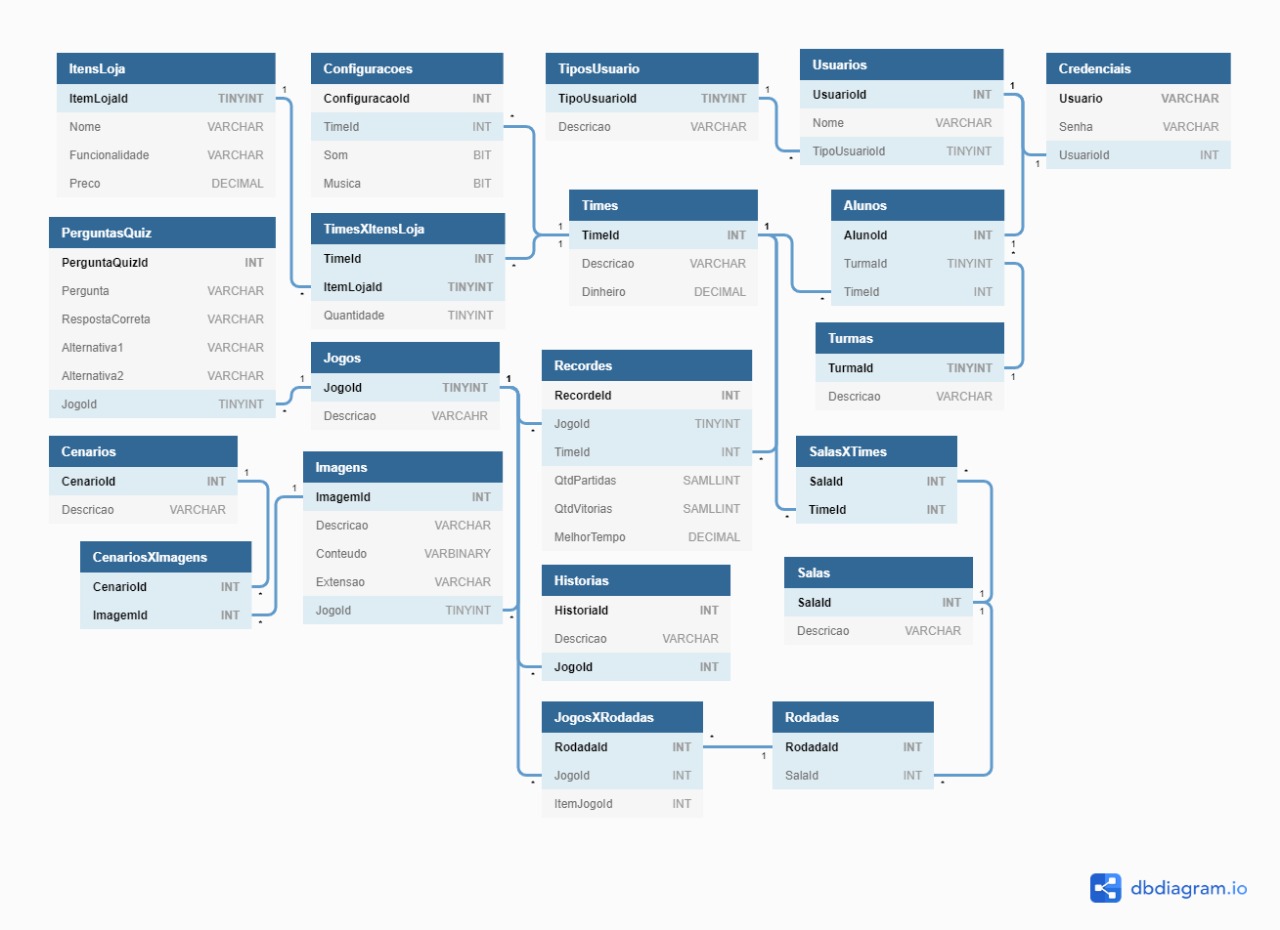 ItensLoja
ItemLojaId TINYINT
Nome VARCHAR
Funcionalidade VARCHAR
Preco DECIMAL
1
*
Configuracoes
ConfiguracaoId INT
TimeId INT
Som BIT
Musica BIT
*
1
TiposUsuario
TipoUsuarioId TINYINT
Descricao VARCHAR
1
*
Usuarios
UsuarioId INT
Nome VARCHAR
TipoUsuarioId TINYINT
1
1
Credenciais
Usuario VARCHAR
Senha VARCHAR
UsuarioId INT
PerguntasQuiz
PerguntaQuizId INT
Pergunta VARCHAR
RespostaCorreta VARCHAR
Alternativa1 VARCHAR
Alternativa2 VARCHAR
JogoId TINYINT
*
1
TimesXItensLoja
TimeId INT
ItemLojaId TINYINT
Quantidade TINYINT
*
1
Times
TimeId INT
Descricao VARCHAR
Dinheiro DECIMAL
1
*
Alunos
AlunoId INT
TurmaId TINYINT
TimeId INT
1
*
Turmas
TurmaId TINYINT
Descricao VARCHAR
1
Jogos
JogoId TINYINT
Descricao VARCAHR
1
*
Recordes
RecordeId INT
JogoId TINYINT
TimeId INT
QtdPartidas SAMLLINT
QtdVitorias SAMLLINT
MelhorTempo DECIMAL
*
*
SalasXTimes
SalaId INT
TimeId INT
*
Cenarios
CenarioId INT
Descricao VARCHAR
1
CenariosXImagens
CenarioId INT
ImagemId INT
*
*
1
Imagens
ImagemId INT
Descricao VARCHAR
Conteudo VARBINARY
Extensao VARCHAR
JogoId TINYINT
*
Historias
HistoriaId INT
Descricao VARCHAR
JogoId INT
*
Salas
SalaId INT
Descricao VARCHAR
1
1
JogosXRodadas
RodadaId INT
JogoId INT
ItemJogoId INT
*
*
1
Rodadas
RodadaId INT
SalaId INT
*
dbdiagram.io